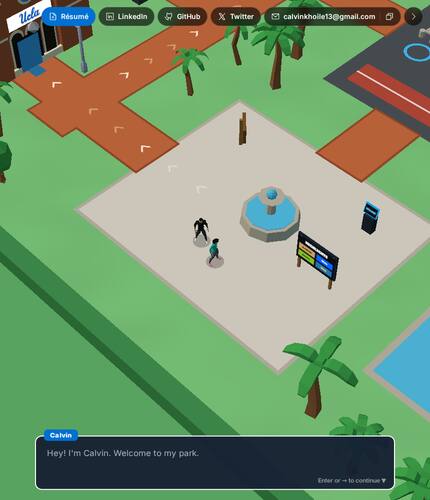 Ucla
Résumé
LinkedIn
GitHub
Twitter
calvinkhoile13@gmail.com
Calvin
Hey! I'm Calvin. Welcome to my park.
Enter or → to continue ▼